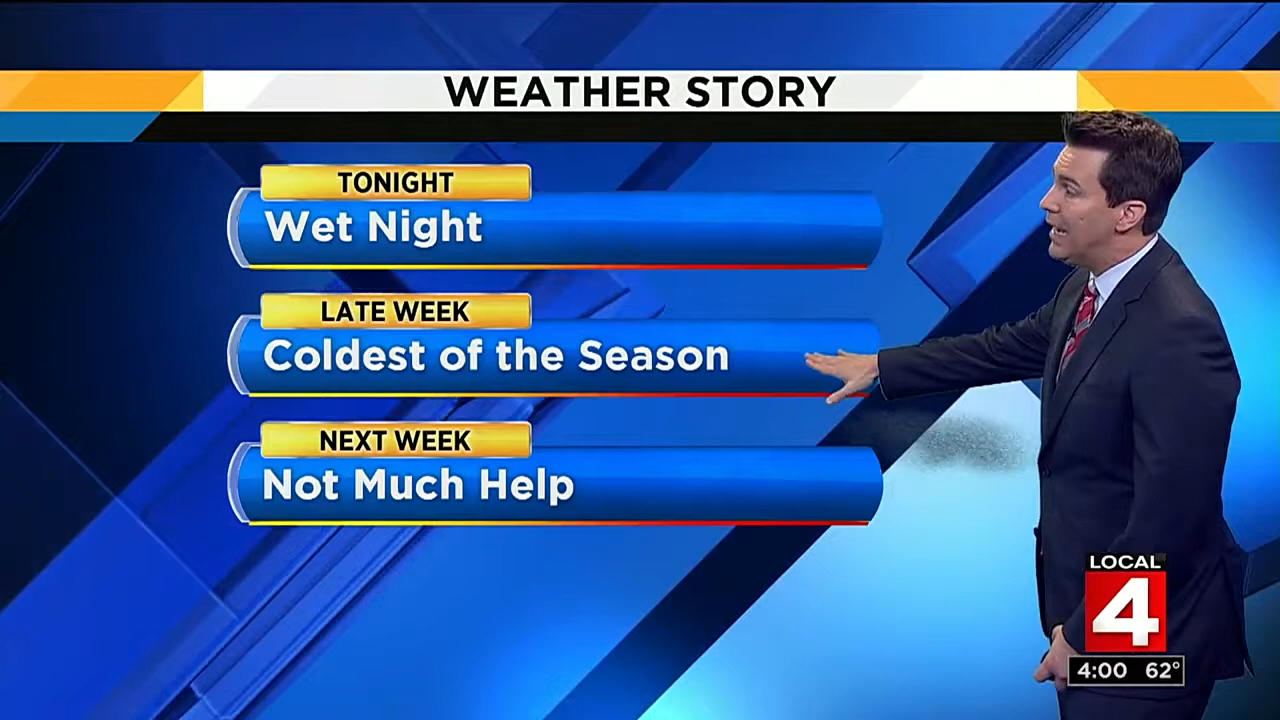 WEATHER STORY
TONIGHT
Wet Night
LATE WEEK
Coldest of the Season
NEXT WEEK
Not Much Help
LOCAL
4
4:00 62°